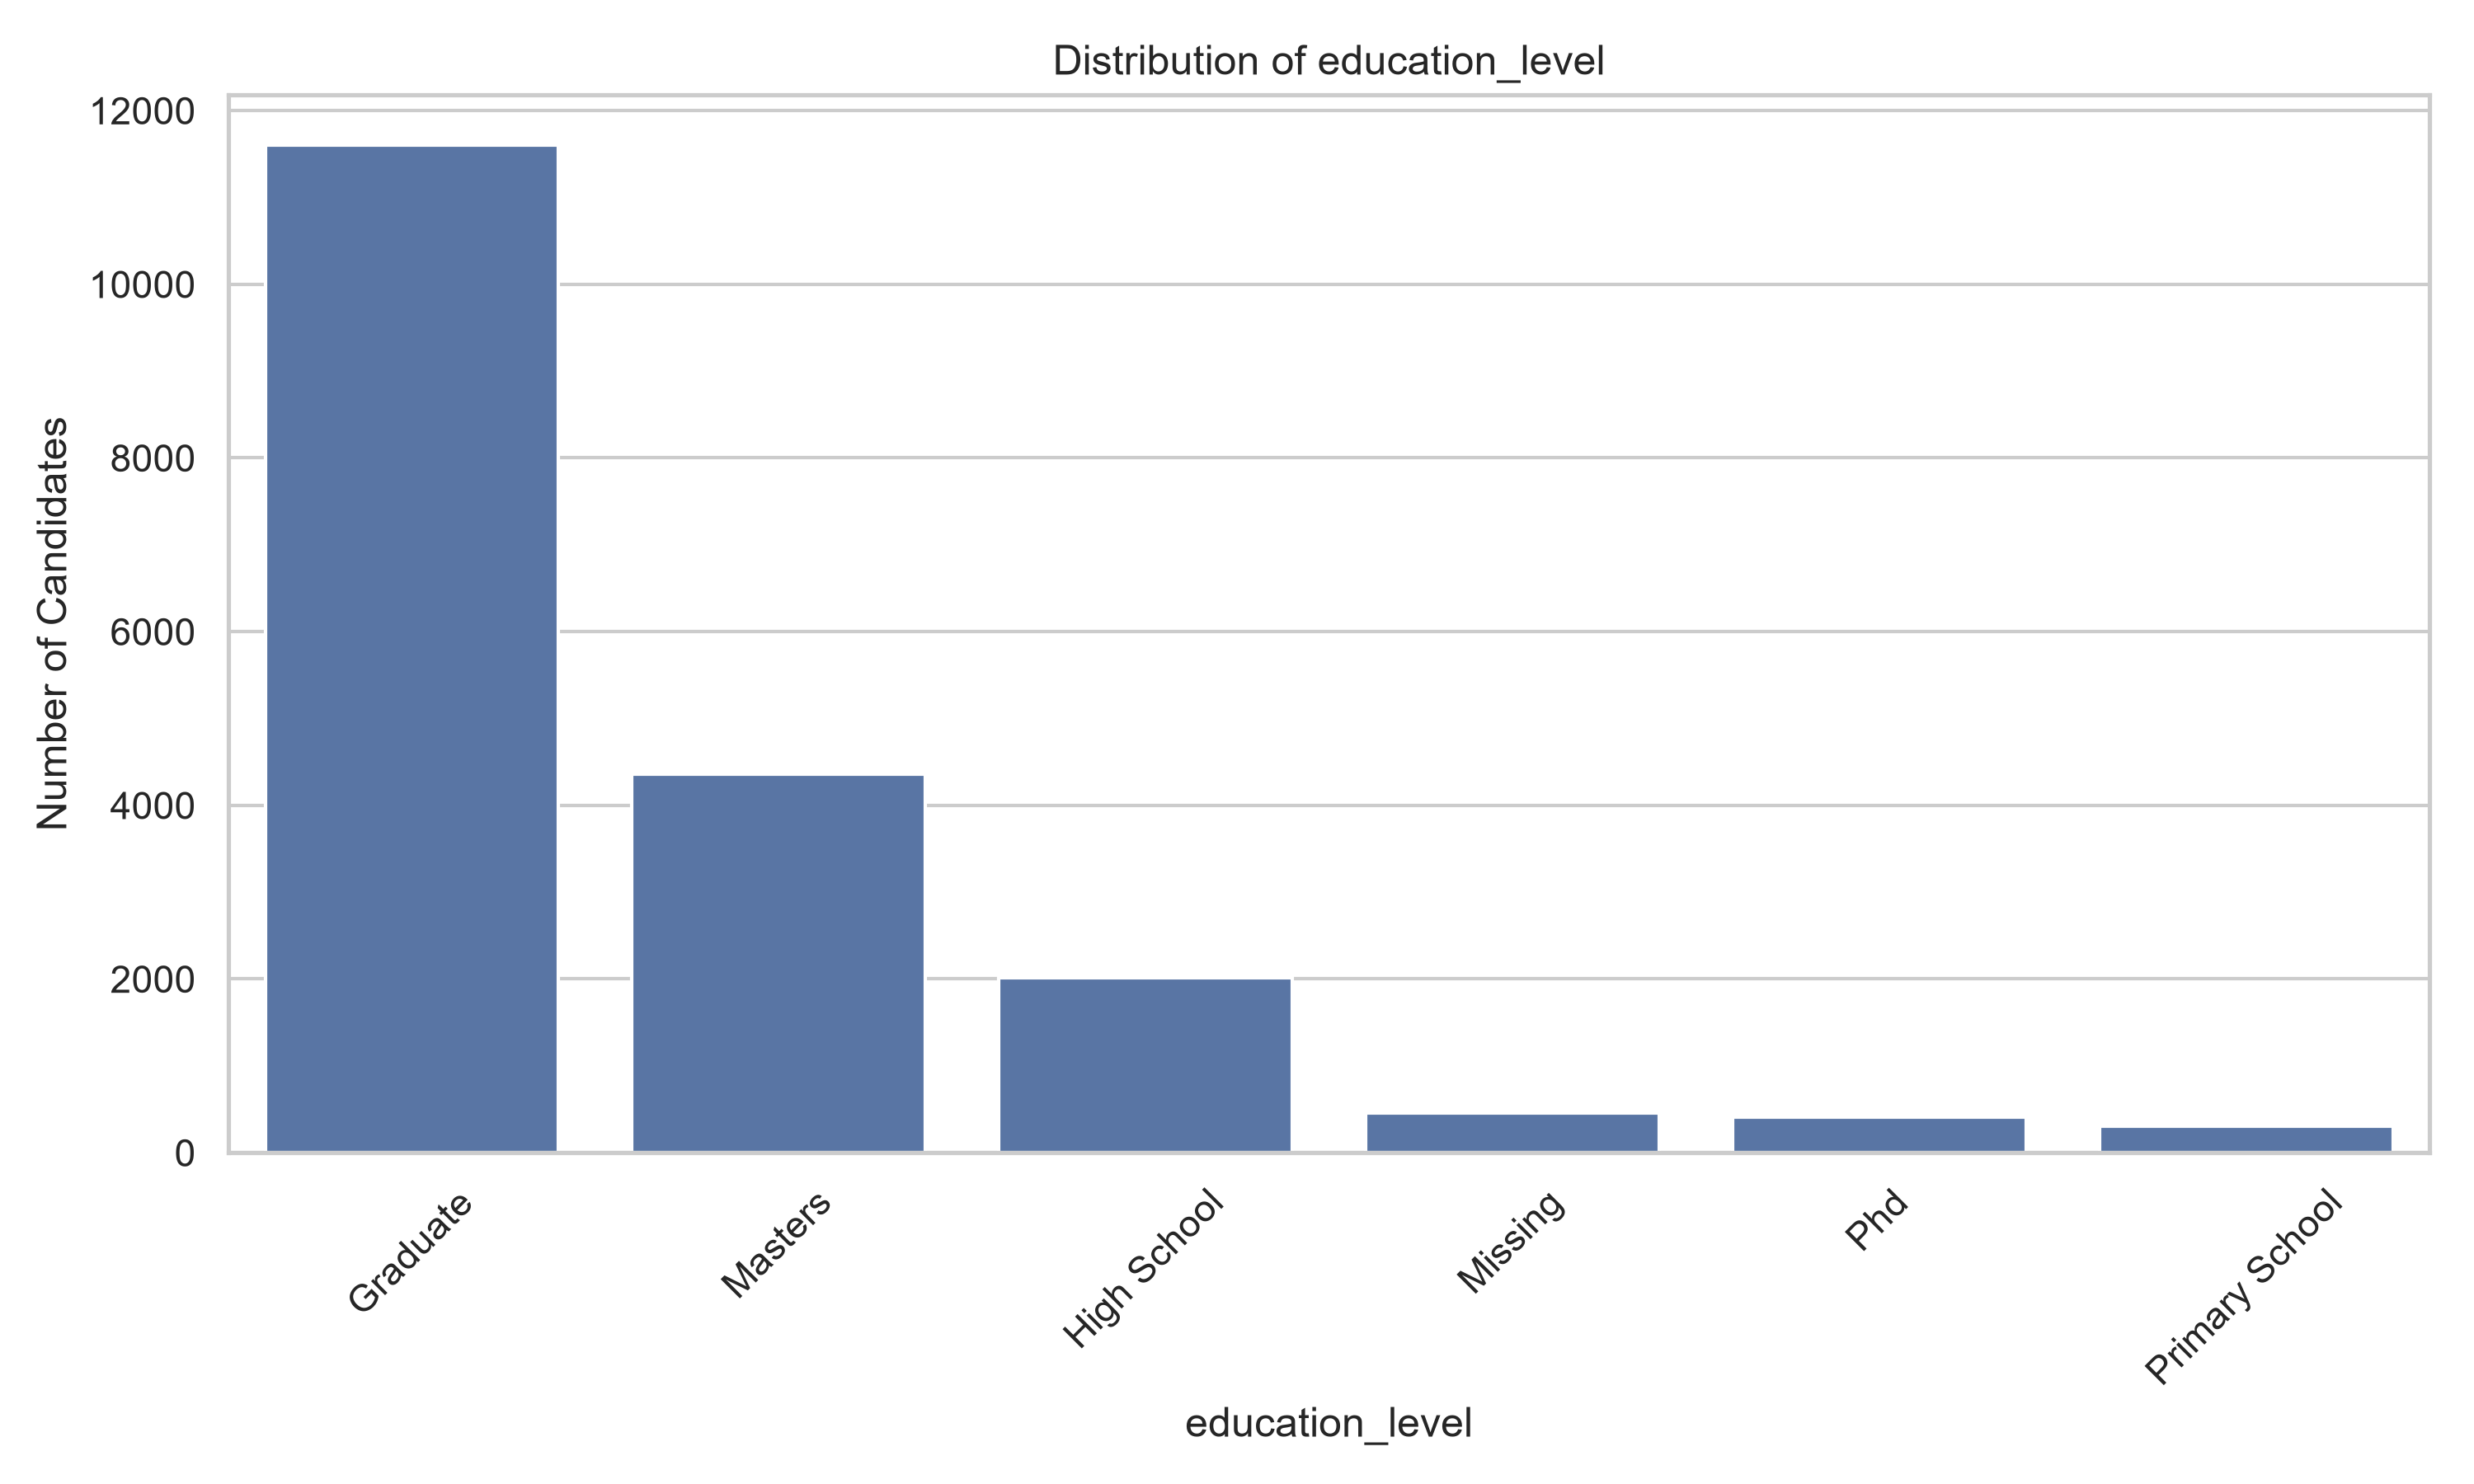 Distribution of education_level
12000
10000
8000
6000
4000
2000
0
Number of Candidates
Graduate
Masters
High School
Missing
Phd
Primary School
education_level